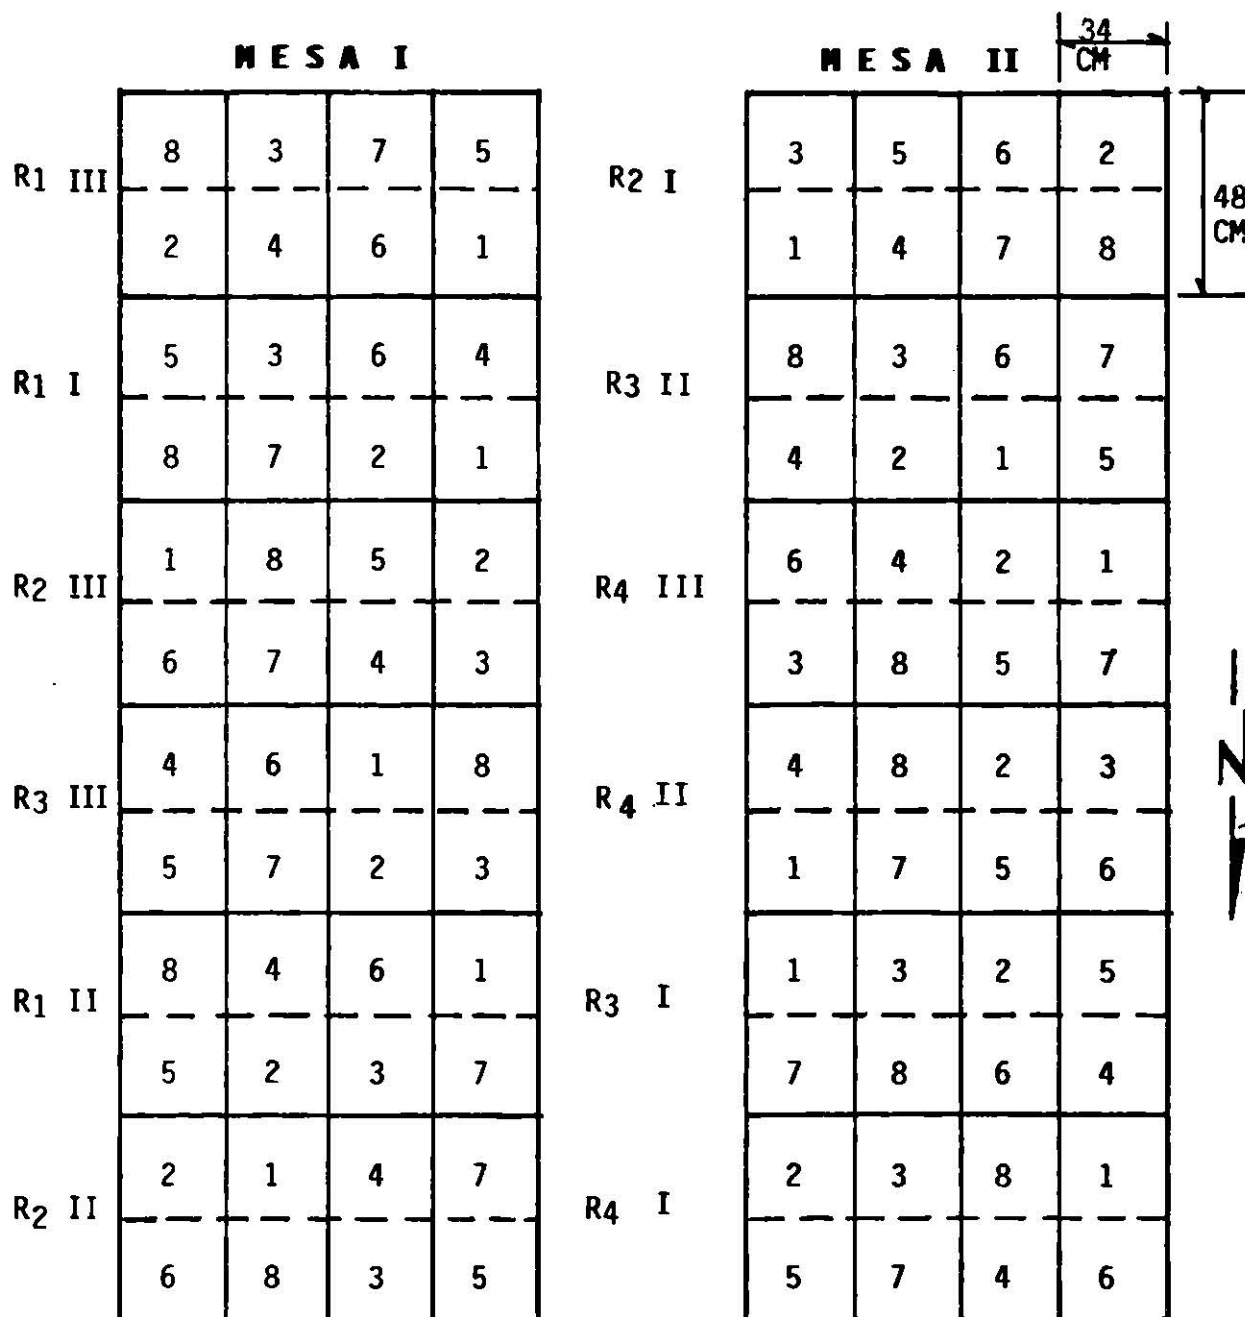 MESA I
R1 III
8 3 7 5
2 4 6 1
R1 I
5 3 6 4
8 7 2 1
R2 III
1 8 5 2
6 7 4 3
R3 III
4 6 1 8
5 7 2 3
R1 II
8 4 6 1
5 2 3 7
R2 II
2 1 4 7
6 8 3 5
MESA II
34
CM
48
CM
R2 I
3 5 6 2
1 4 7 8
R3 II
8 3 6 7
4 2 1 5
R4 III
6 4 2 1
3 8 5 7
R4 II
4 8 2 3
1 7 5 6
R3 I
1 3 2 5
7 8 6 4
R4 I
2 3 8 1
5 7 4 6
N